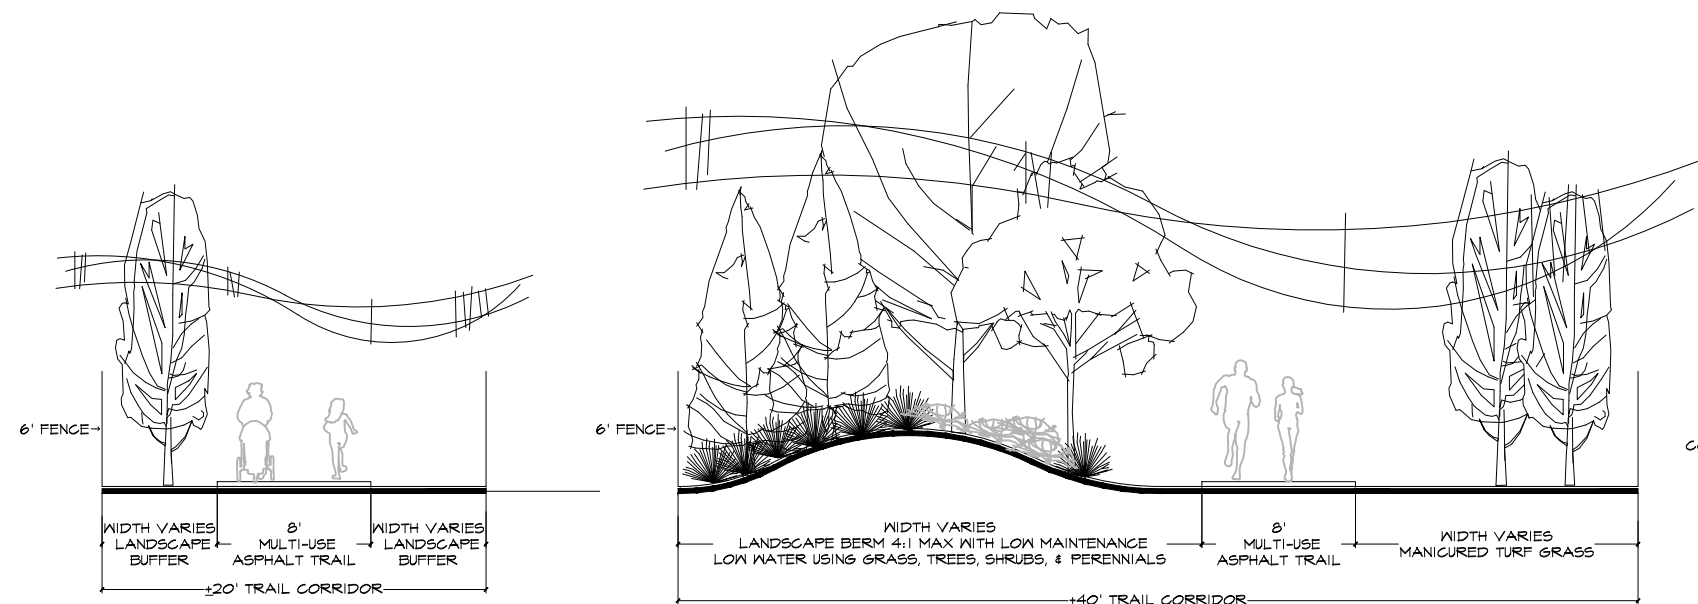 6' FENCE
WIDTH VARIES
LANDSCAPE
BUFFER
8'
MULTI-USE
ASPHALT TRAIL
WIDTH VARIES
LANDSCAPE
BUFFER
±20' TRAIL CORRIDOR
6' FENCE
WIDTH VARIES
LANDSCAPE BERM 4:1 MAX WITH LOW MAINTENANCE
LOW WATER USING GRASS, TREES, SHRUBS, & PERENNIALS
8'
MULTI-USE
ASPHALT TRAIL
WIDTH VARIES
MANICURED TURF GRASS
±40' TRAIL CORRIDOR